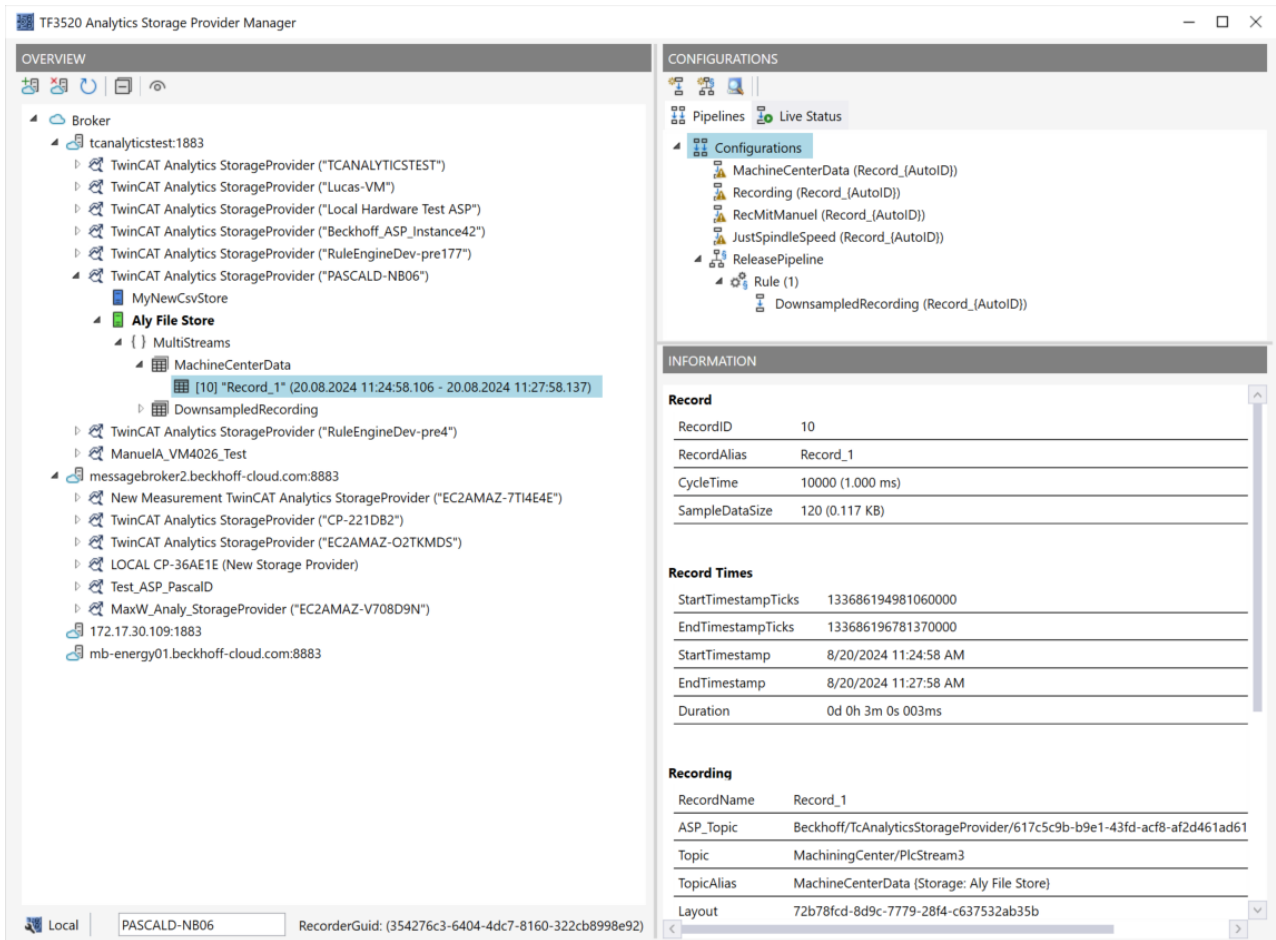 TF3520 Analytics Storage Provider Manager
OVERVIEW
Broker
tcanalyticstest:1883
TwinCAT Analytics StorageProvider ("TCANALYTICSTEST")
TwinCAT Analytics StorageProvider ("Lucas-VM")
TwinCAT Analytics StorageProvider ("Local Hardware Test ASP")
TwinCAT Analytics StorageProvider ("Beckhoff_ASP_Instance42")
TwinCAT Analytics StorageProvider ("RuleEngineDev-pre177")
TwinCAT Analytics StorageProvider ("PASCALD-NB06")
MyNewCsvStore
Aly File Store
{ } MultiStreams
MachineCenterData
[10] "Record_1" (20.08.2024 11:24:58.106 - 20.08.2024 11:27:58.137)
DownsampledRecording
TwinCAT Analytics StorageProvider ("RuleEngineDev-pre4")
ManuelA_VM4026_Test
messagebroker2.beckhoff-cloud.com:8883
New Measurement TwinCAT Analytics StorageProvider ("EC2AMAZ-7TI4E4E")
TwinCAT Analytics StorageProvider ("CP-221DB2")
TwinCAT Analytics StorageProvider ("EC2AMAZ-O2TKMDS")
LOCAL CP-36AE1E (New Storage Provider)
Test_ASP_PascalD
MaxW_Analy_StorageProvider ("EC2AMAZ-V708D9N")
172.17.30.109:1883
mb-energy01.beckhoff-cloud.com:8883
Local
PASCALD-NB06
RecorderGuid: (354276c3-6404-4dc7-8160-322cb8998e92)
CONFIGURATIONS
Pipelines Live Status
Configurations
MachineCenterData (Record_{AutoID})
Recording (Record_{AutoID})
RecMitManuel (Record_{AutoID})
JustSpindleSpeed (Record_{AutoID})
ReleasePipeline
Rule (1)
DownsampledRecording (Record_{AutoID})
INFORMATION
Record
RecordID 10
RecordAlias Record_1
CycleTime 10000 (1.000 ms)
SampleDataSize 120 (0.117 KB)
Record Times
StartTimestampTicks 133686194981060000
EndTimestampTicks 133686196781370000
StartTimestamp 8/20/2024 11:24:58 AM
EndTimestamp 8/20/2024 11:27:58 AM
Duration 0d 0h 3m 0s 003ms
Recording
RecordName Record_1
ASP_Topic Beckhoff/TcAnalyticsStorageProvider/617c5c9b-b9e1-43fd-acf8-af2d461ad61
Topic MachiningCenter/PlcStream3
TopicAlias MachineCenterData {Storage: Aly File Store}
Layout 72b78fcd-8d9c-7779-28f4-c637532ab35b